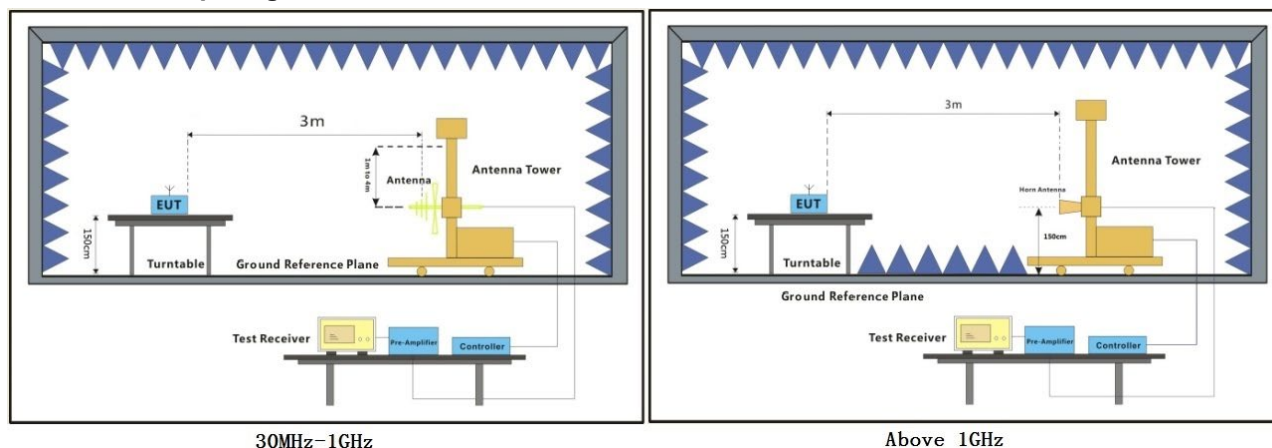 3m
1m to 4m
Antenna
Antenna Tower
EUT
150cm
Turntable
Ground Reference Plane
Test Receiver
Pre-Amplifier
Controller
30MHz-1GHz
3m
Horn Antenna
Antenna Tower
EUT
150cm
150cm
Turntable
Ground Reference Plane
Test Receiver
Pre-Amplifier
Controller
Above 1GHz